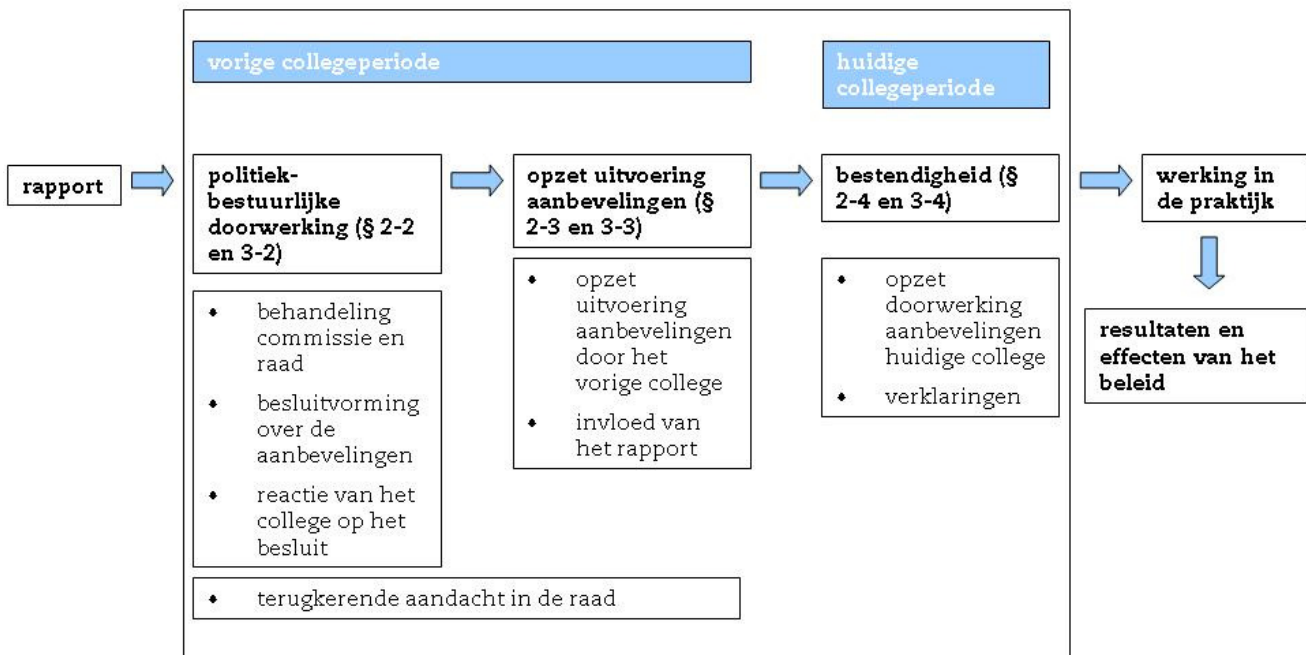 vorige collegeperiode
huidige
collegeperiode
rapport
politiek-
bestuurlijke
doorwerking (§ 2-2
en 3-2)
opzet uitvoering
aanbevelingen (§
2-3 en 3-3)
bestendigheid (§
2-4 en 3-4)
werking in
de praktijk
• behandeling
commissie en
raad
• besluitvorming
over de
aanbevelingen
• reactie van het
college op het
besluit
• opzet
uitvoering
aanbevelingen
door het
vorige college
• invloed van
het rapport
• opzet
doorwerking
aanbevelingen
huidige college
• verklaringen
resultaten en
effecten van het
beleid
• terugkerende aandacht in de raad